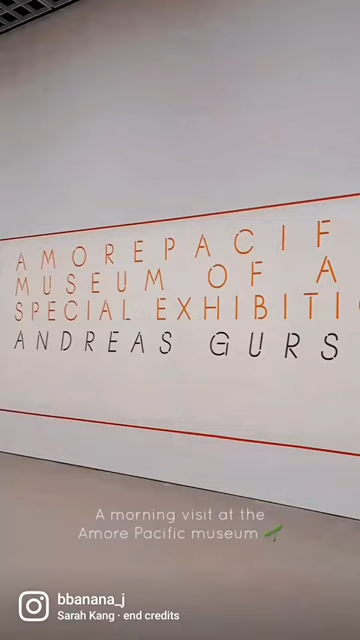 AMOREPACIF
MUSEUM OF A
SPECIAL EXHIBITI
ANDREAS GURS
A morning visit at the
Amore Pacific museum 🌱
bbanana_j
Sarah Kang · end credits